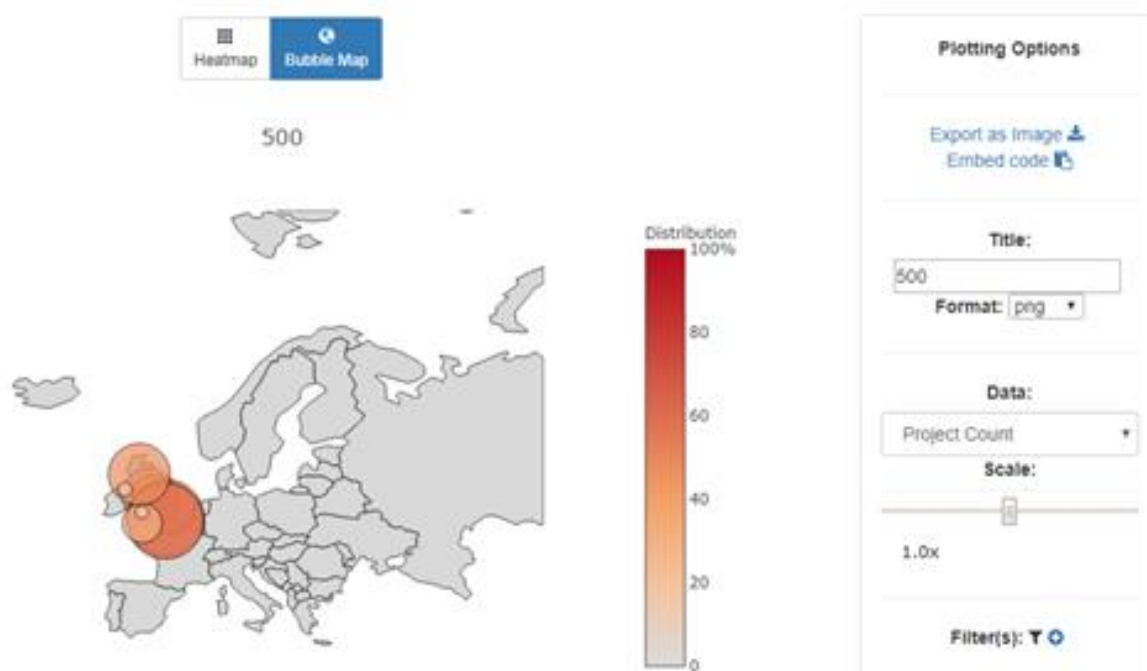 Heatmap
Bubble Map
500
Distribution
100%
80
60
40
20
0
Plotting Options
Export as Image
Embed code
Title:
500
Format: png
Data:
Project Count
Scale:
1.0x
Filter(s):